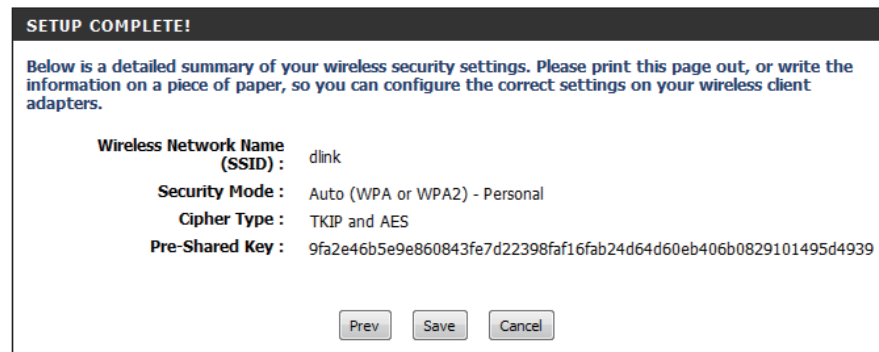 SETUP COMPLETE!
Below is a detailed summary of your wireless security settings. Please print this page out, or write the
information on a piece of paper, so you can configure the correct settings on your wireless client
adapters.
Wireless Network Name
(SSID) : dlink
Security Mode : Auto (WPA or WPA2) - Personal
Cipher Type : TKIP and AES
Pre-Shared Key : 9fa2e46b5e9e860843fe7d22398faf16fab24d64d60eb406b0829101495d4939
Prev Save Cancel